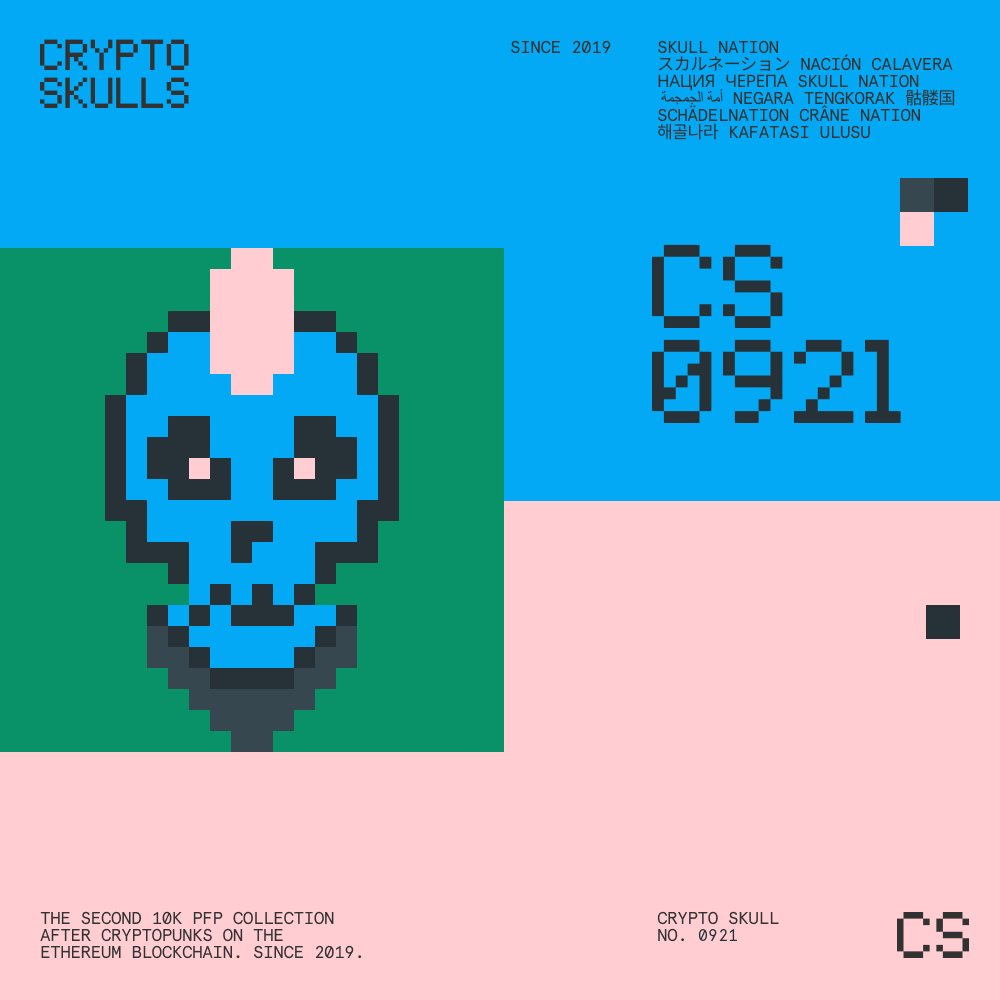 CRYPTO
SKULLS
SINCE 2019
SKULL NATION
スカルネーション NACIÓN CALAVERA
НАЦИЯ ЧЕРЕПА SKULL NATION
أمة الجمجمة NEGARA TENGKORAK 骷髅国
SCHÄDELNATION CRÂNE NATION
해골나라 KAFATASI ULUSU
CS
0921
THE SECOND 10K PFP COLLECTION
AFTER CRYPTOPUNKS ON THE
ETHEREUM BLOCKCHAIN. SINCE 2019.
CRYPTO SKULL
NO. 0921
CS